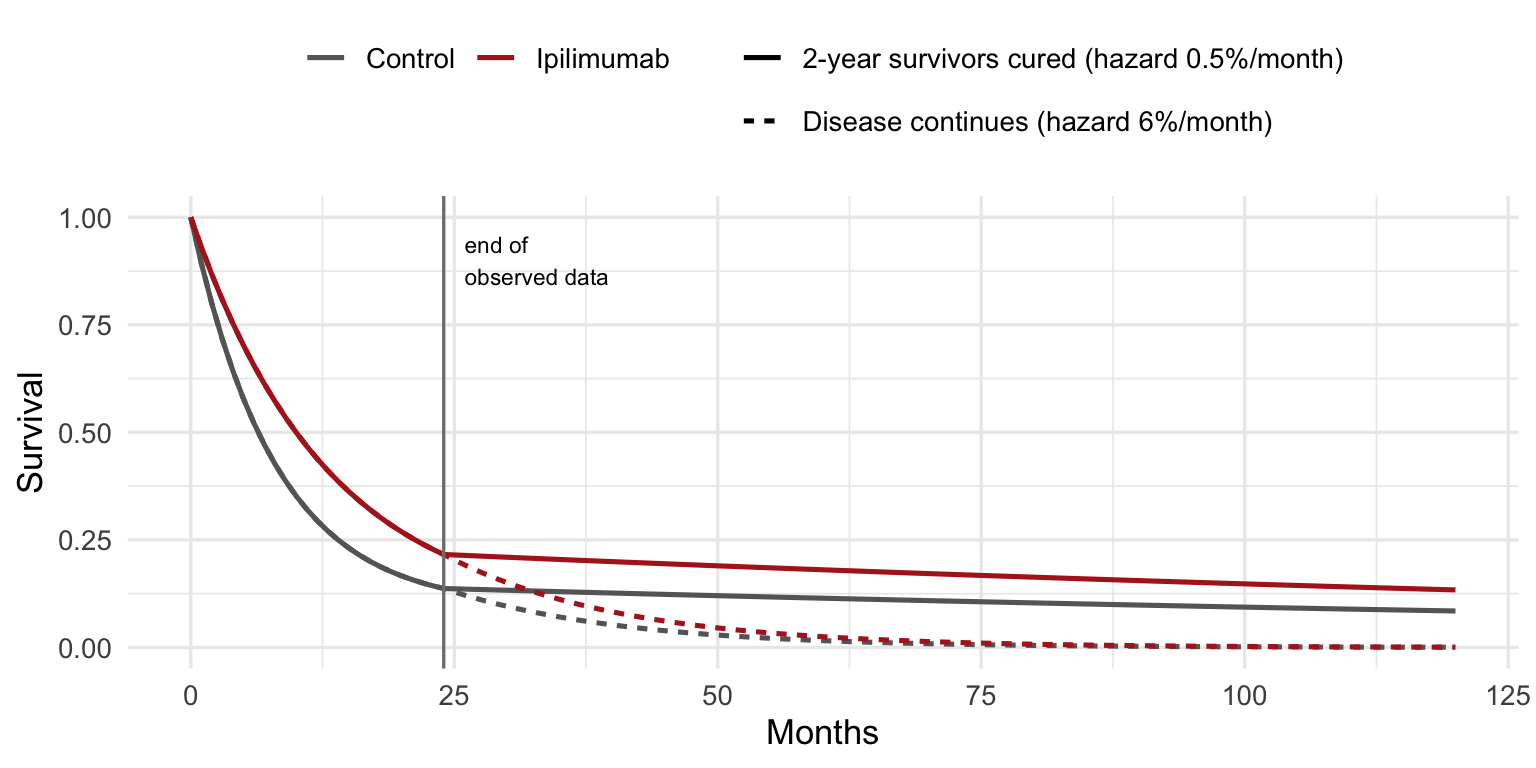 Control
Ipilimumab
2-year survivors cured (hazard 0.5%/month)
Disease continues (hazard 6%/month)
end of
observed data
1.00
0.75
0.50
0.25
0.00
Survival
0
25
50
75
100
125
Months